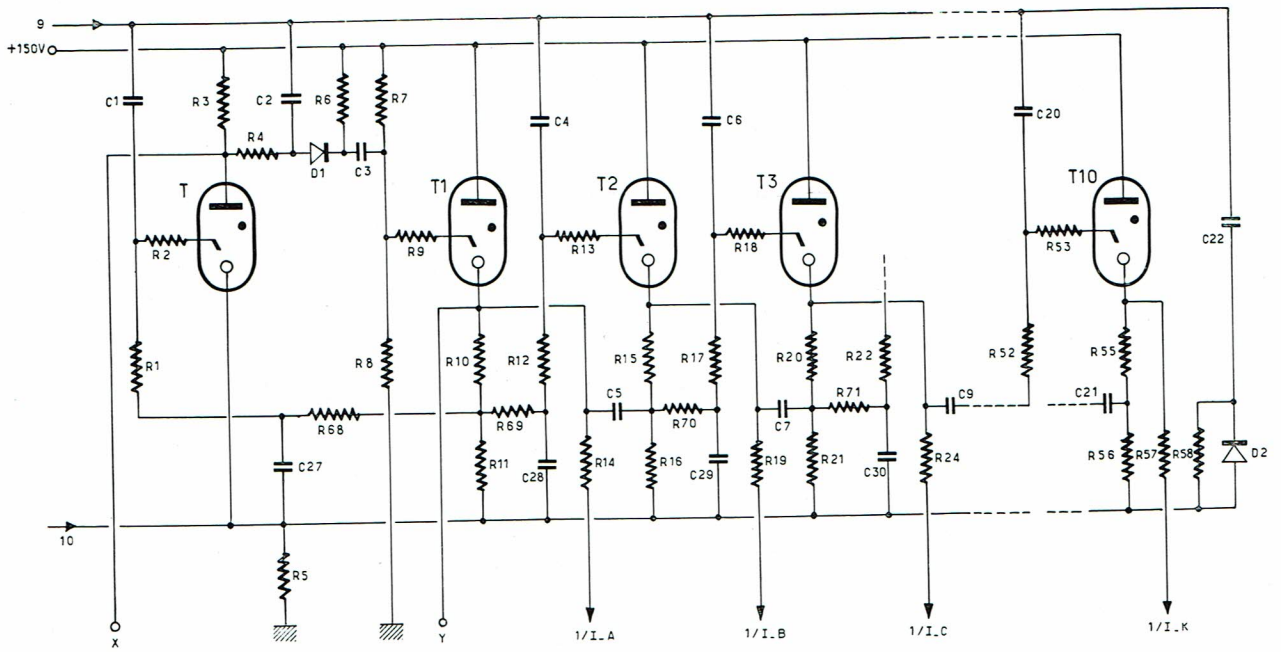 9
+150V
C1
R3
C2
R6
R7
R4
D1
C3
C4
C6
C20
T
T1
T2
T3
T10
R2
R9
R13
R18
R53
C22
R1
R8
R10
R12
R15
R17
R20
R22
R52
R55
R68
R69
C5
R70
C7
R71
C9
C21
C27
R11
C28
R14
R16
C29
R19
R21
C30
R24
R56
R57
R58
D2
10
R5
X
Y
1/I_A
1/I_B
1/I_C
1/I_K